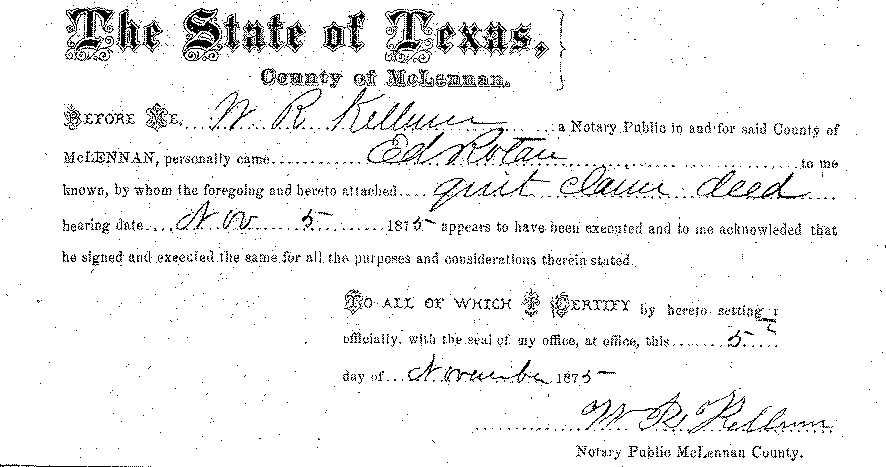 The State of Texas,
County of McLennan.
BEFORE ME, W R Kellum a Notary Public in and for said County of
McLENNAN, personally came Ed Rotan to me
known, by whom the foregoing and hereto attached quit claim deed
bearing date Nov 5 1875 appears to have been executed and to me acknowleded that
he signed and execcted the same for all the purposes and considerations therein stated.
TO ALL OF WHICH I CERTIFY by hereto setting
officially, with the seal of my office, at office, this 5
day of November 1875
W R Kellum
Notary Public McLennan County.